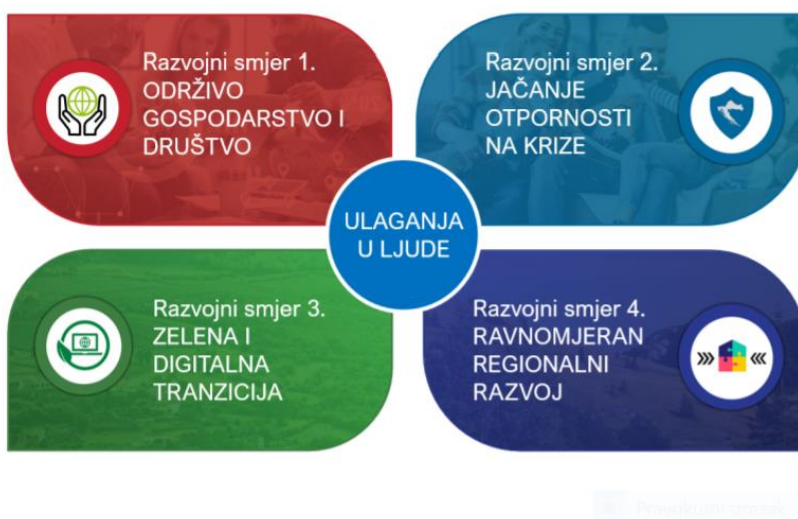 Razvojni smjer 1.
ODRŽIVO
GOSPODARSTVO I
DRUŠTVO
Razvojni smjer 2.
JAČANJE
OTPORNOSTI
NA KRIZE
ULAGANJA
U LJUDE
Razvojni smjer 3.
ZELENA I
DIGITALNA
TRANZICIJA
Razvojni smjer 4.
RAVNOMJERAN
REGIONALNI
RAZVOJ